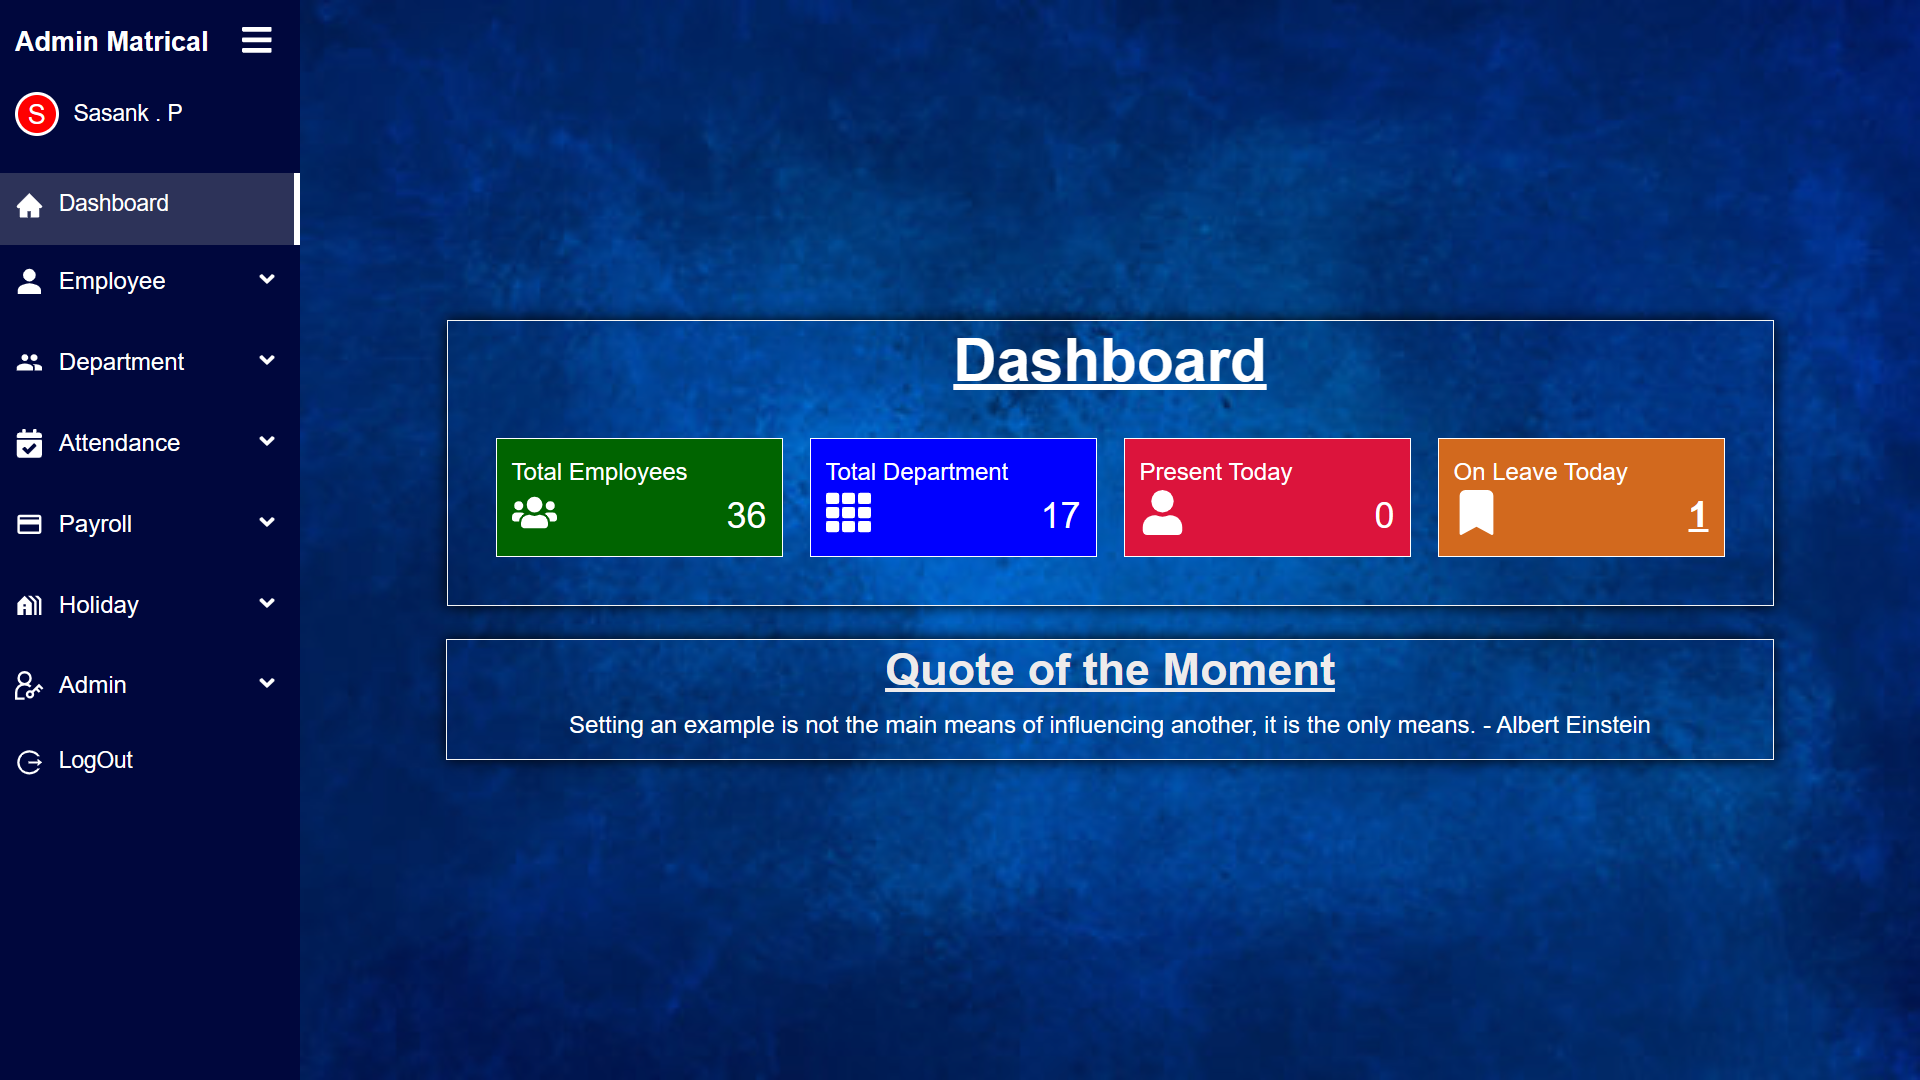 Admin Matrical
S
Sasank . P
Dashboard
Employee
Department
Attendance
Payroll
Holiday
Admin
LogOut
Dashboard
Total Employees
36
Total Department
17
Present Today
0
On Leave Today
1
Quote of the Moment
Setting an example is not the main means of influencing another, it is the only means. - Albert Einstein